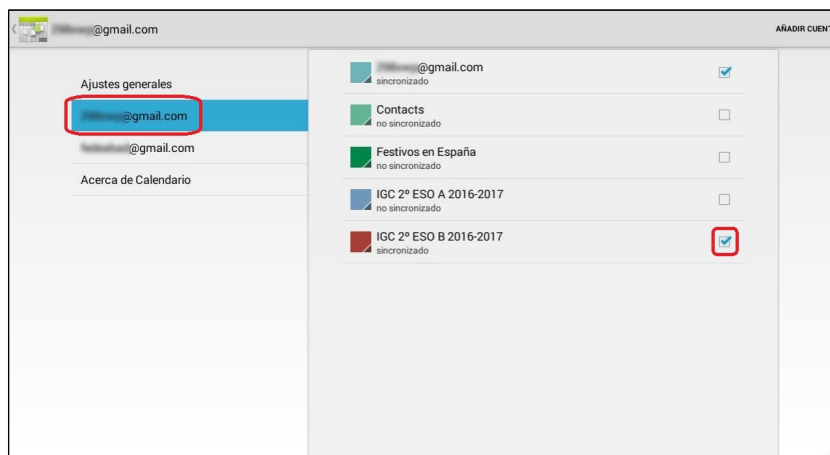 @gmail.com
AÑADIR CUENT
Ajustes generales
@gmail.com
@gmail.com
Acerca de Calendario
@gmail.com
sincronizado
Contacts
no sincronizado
Festivos en España
no sincronizado
IGC 2º ESO A 2016-2017
no sincronizado
IGC 2º ESO B 2016-2017
sincronizado